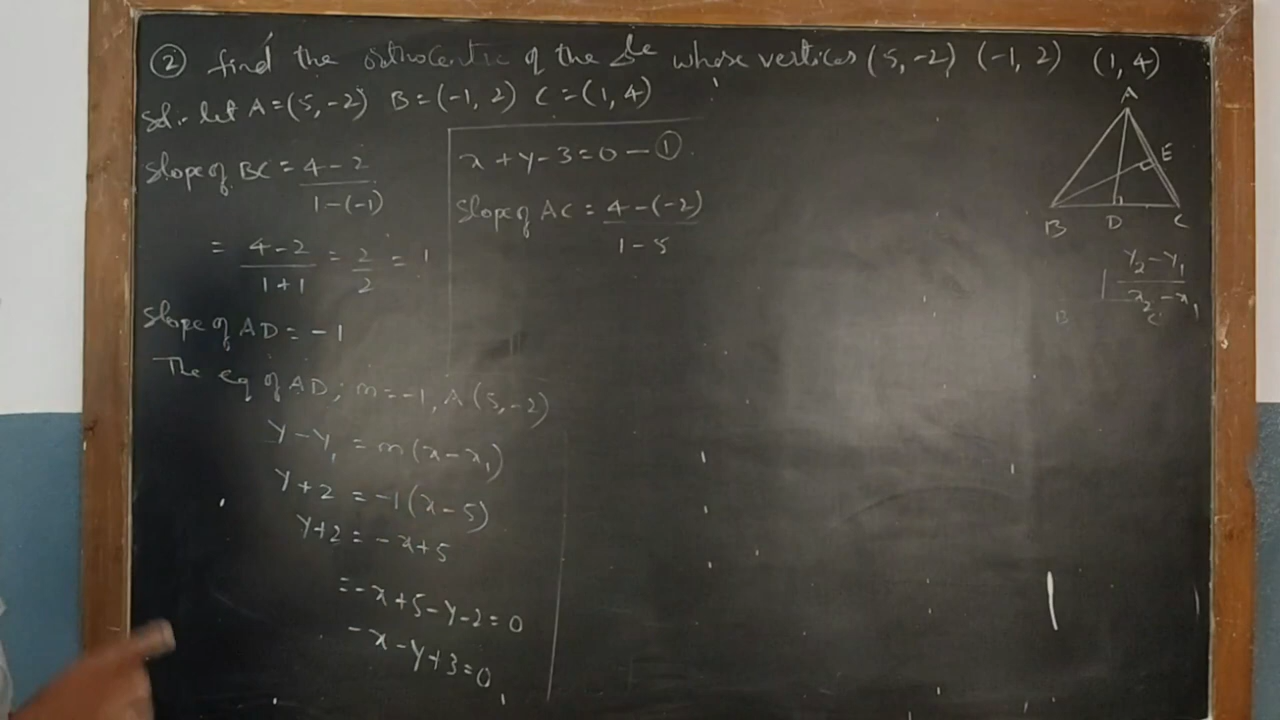 ② find the orthocentre of the Δle whose vertices (5, -2) (-1, 2) (1, 4)
Sol:- let A = (5, -2) B = (-1, 2) C = (1, 4)
Slope of BC = 4-2 / 1-(-1)
= 4-2 / 1+1 = 2/2 = 1
Slope of AD = -1
The eq of AD; m = -1, A(5, -2)
y - y₁ = m(x - x₁)
y + 2 = -1(x - 5)
y + 2 = -x + 5
= -x + 5 - y - 2 = 0
-x - y + 3 = 0
x + y - 3 = 0 — ①
Slope of AC = 4-(-2) / 1-5
A
E
B D C
y₂ - y₁ / x₂ - x₁
B C